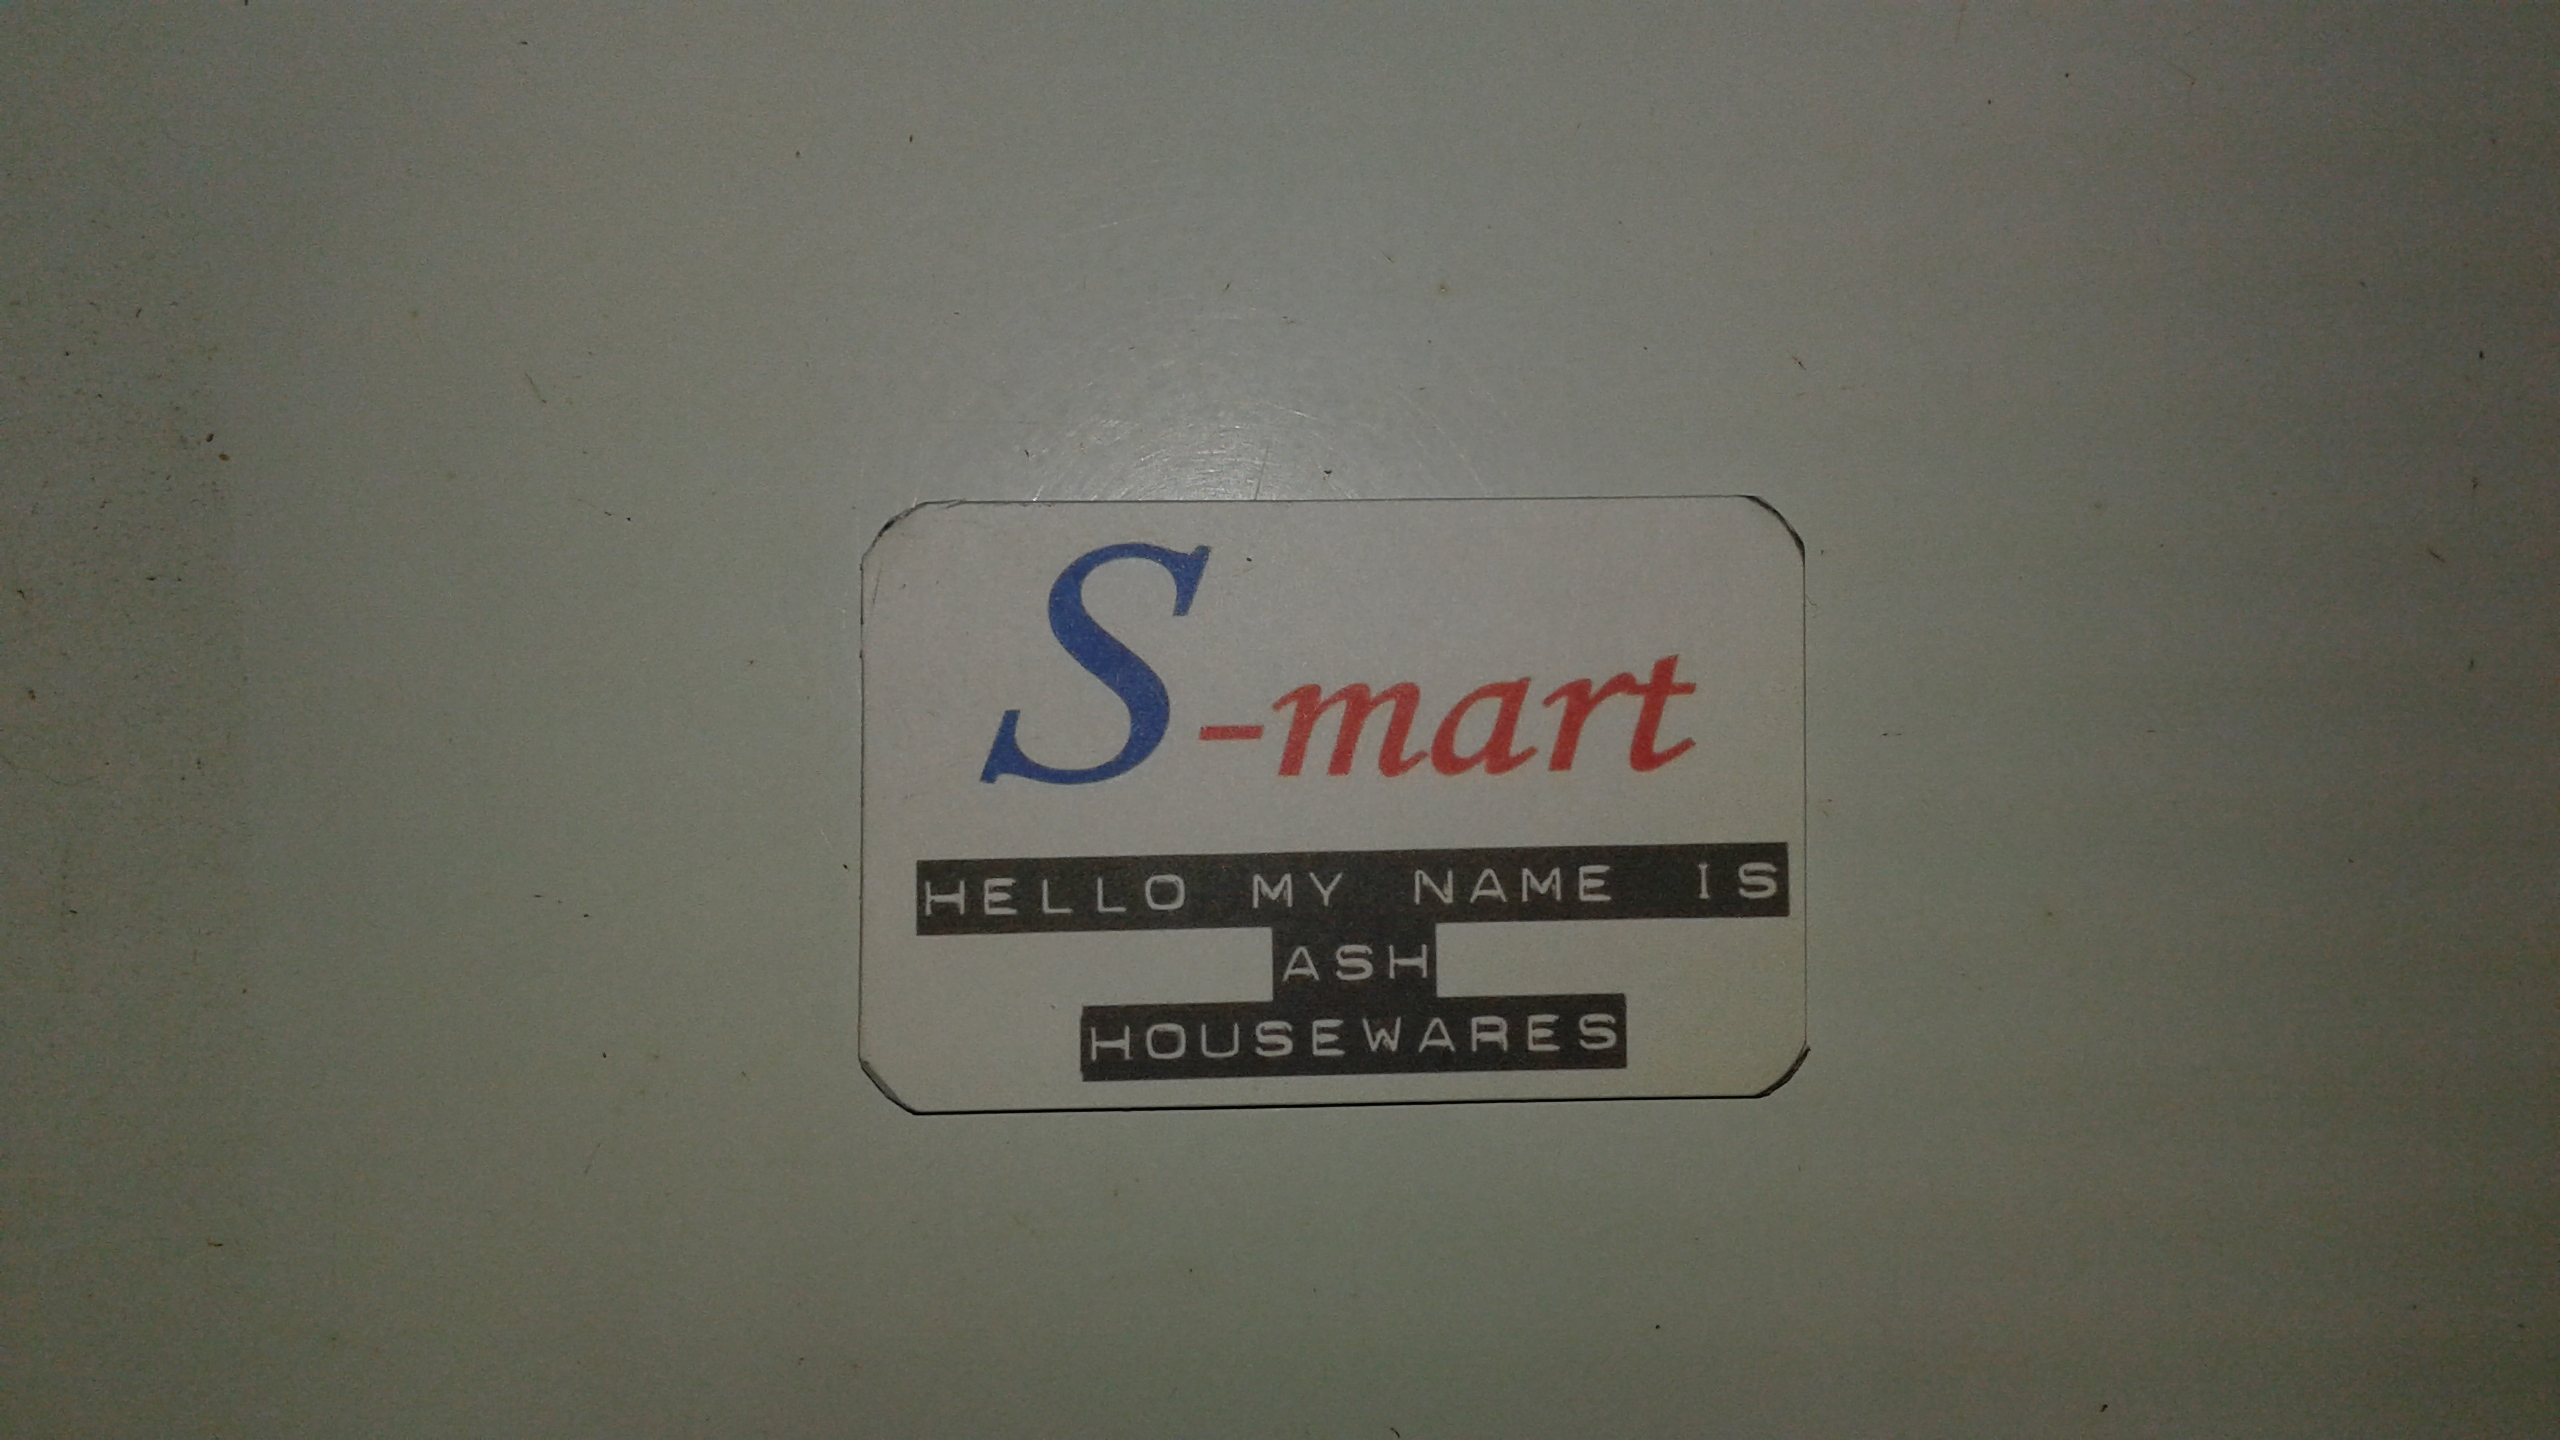 S-mart
HELLO MY NAME IS
ASH
HOUSEWARES